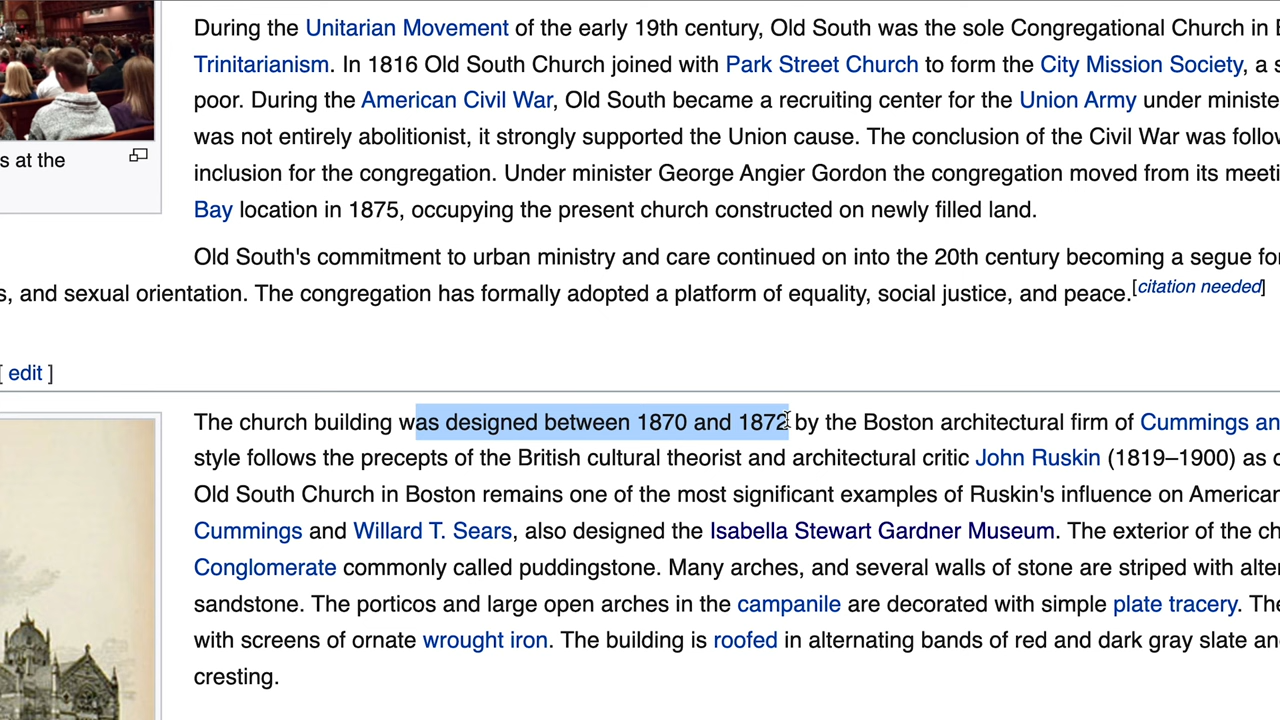 During the Unitarian Movement of the early 19th century, Old South was the sole Congregational Church in
Trinitarianism. In 1816 Old South Church joined with Park Street Church to form the City Mission Society, a
poor. During the American Civil War, Old South became a recruiting center for the Union Army under
was not entirely abolitionist, it strongly supported the Union cause. The conclusion of the Civil War was
s at the
inclusion for the congregation. Under minister George Angier Gordon the congregation moved from its
Bay location in 1875, occupying the present church constructed on newly filled land.
Old South's commitment to urban ministry and care continued on into the 20th century becoming a segue
s, and sexual orientation. The congregation has formally adopted a platform of equality, social justice, and peace.[citation needed]
[ edit ]
The church building was designed between 1870 and 1872 by the Boston architectural firm of Cummings
style follows the precepts of the British cultural theorist and architectural critic John Ruskin (1819–1900) as
Old South Church in Boston remains one of the most significant examples of Ruskin's influence on American
Cummings and Willard T. Sears, also designed the Isabella Stewart Gardner Museum. The exterior of the
Conglomerate commonly called puddingstone. Many arches, and several walls of stone are striped with
sandstone. The porticos and large open arches in the campanile are decorated with simple plate tracery.
with screens of ornate wrought iron. The building is roofed in alternating bands of red and dark gray slate
cresting.